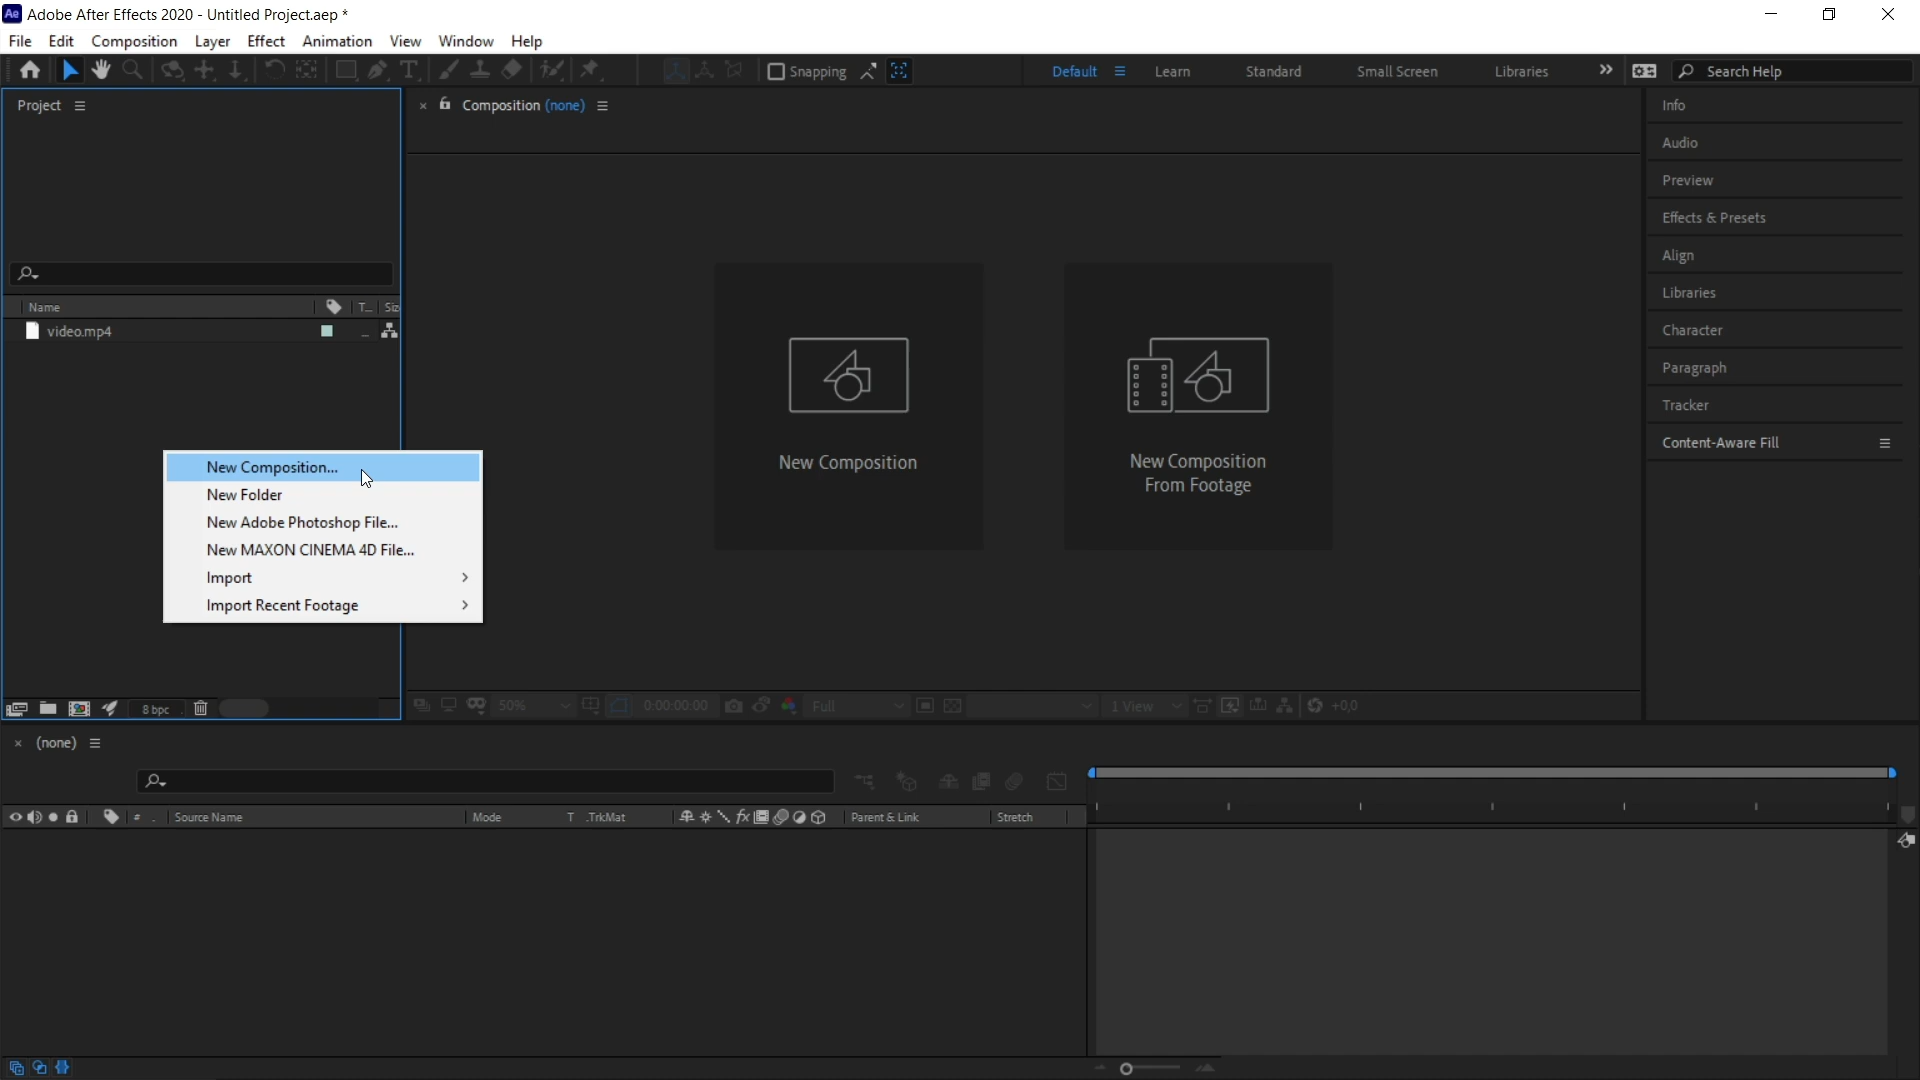 Ae Adobe After Effects 2020 - Untitled Project.aep *
File Edit Composition Layer Effect Animation View Window Help
Snapping Default Learn Standard Small Screen Libraries Search Help
Project
Composition (none)
Info
Audio
Preview
Effects & Presets
Align
Libraries
Character
Paragraph
Tracker
Content-Aware Fill
Name T... Siz
video.mp4
New Composition...
New Folder
New Adobe Photoshop File...
New MAXON CINEMA 4D File...
Import
Import Recent Footage
New Composition
New Composition
From Footage
8 bpc
50% 0:00:00:00 Full 1 View +0,0
(none)
# . Source Name Mode T .TrkMat fx Parent & Link Stretch